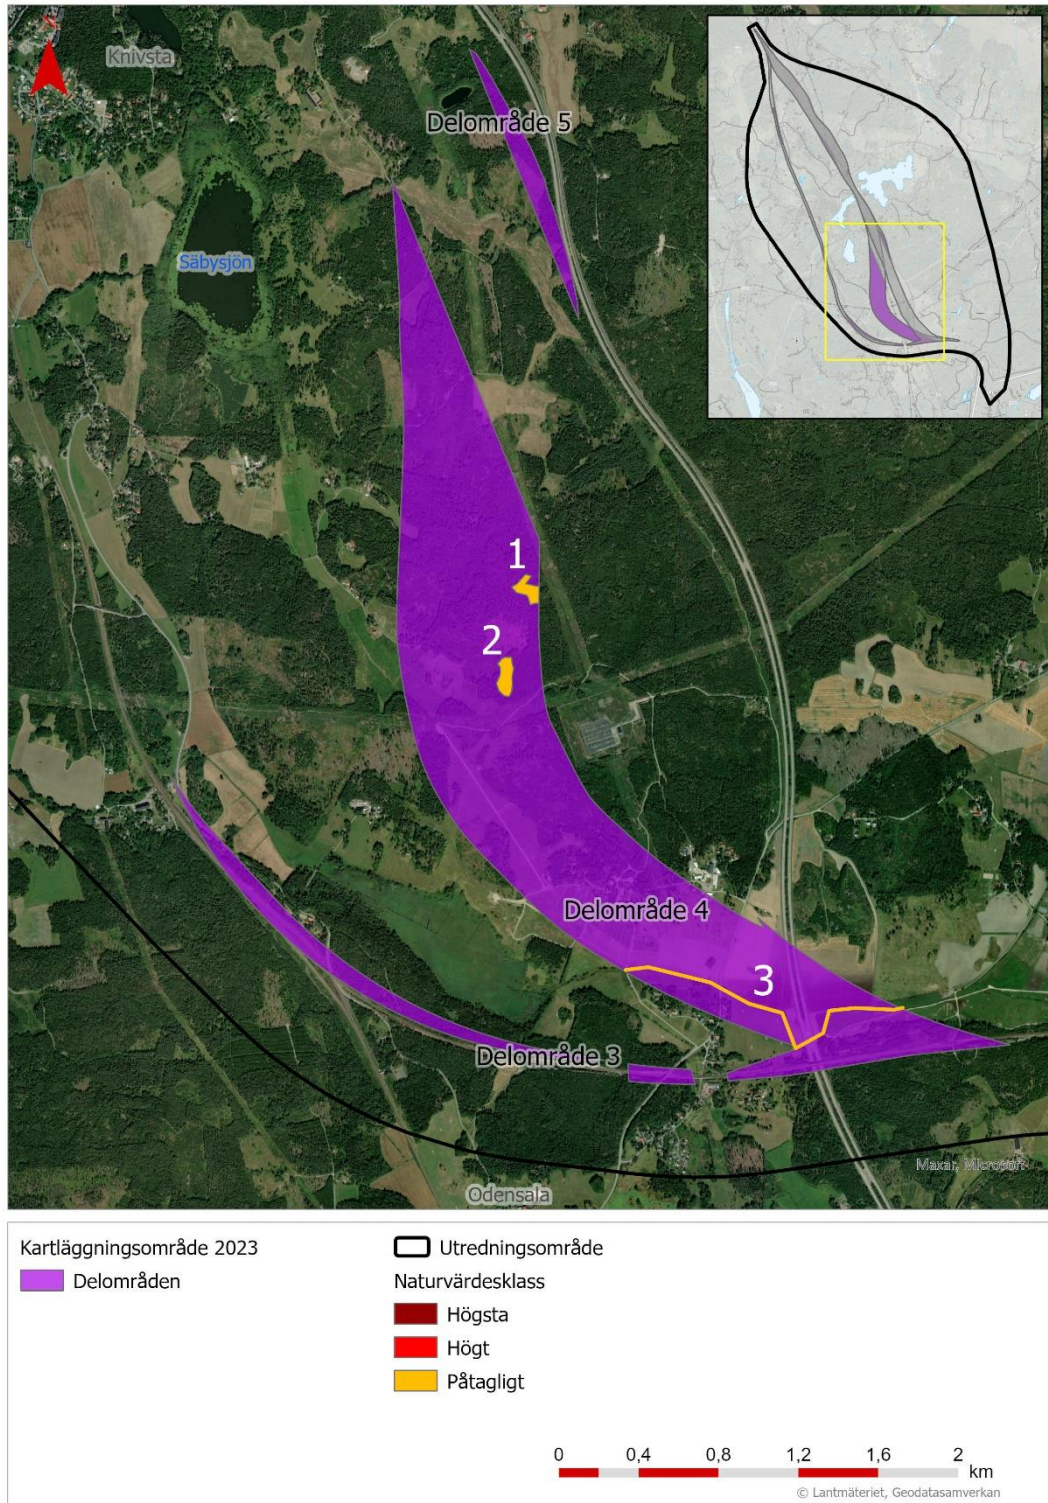 N
Knivsta
Delområde 5
Säbysjön
1
2
Delområde 4
3
Delområde 3
Maxar, Microsoft
Odensala
Kartläggningsområde 2023
Delområden
Utredningsområde
Naturvärdesklass
Högsta
Högt
Påtagligt
0 0,4 0,8 1,2 1,6 2
km
© Lantmäteriet, Geodatasamverkan